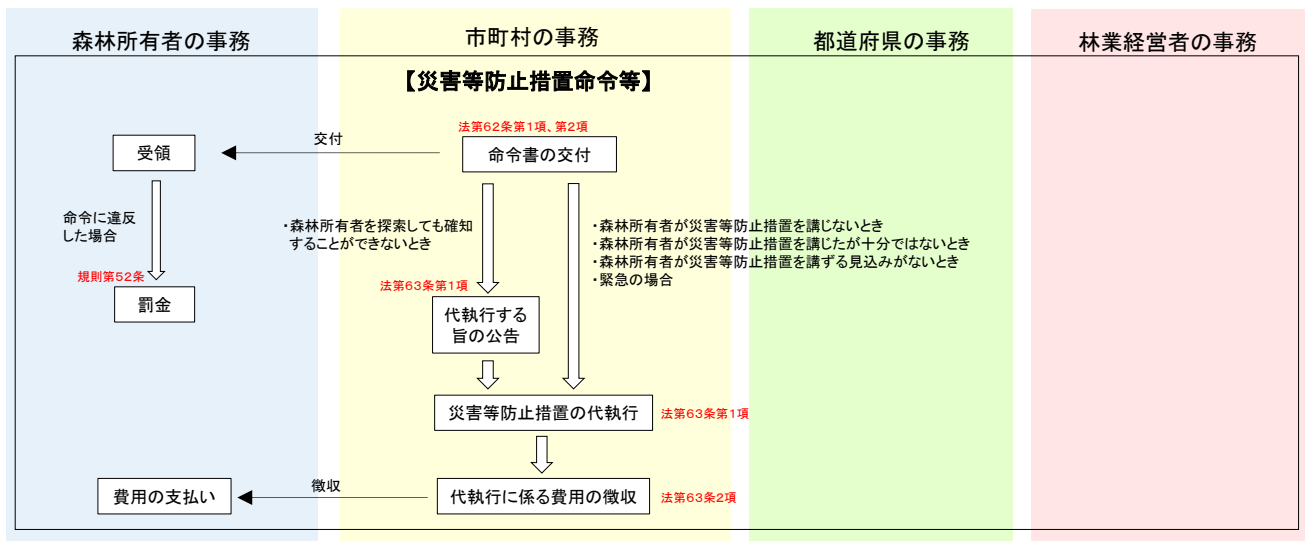 森林所有者の事務
市町村の事務
都道府県の事務
林業経営者の事務
【災害等防止措置命令等】
法第62条第1項、第2項
交付
受領
命令書の交付
命令に違反
した場合
・森林所有者を探索しても確知
することができないとき
・森林所有者が災害等防止措置を講じないとき
・森林所有者が災害等防止措置を講じたが十分ではないとき
・森林所有者が災害等防止措置を講ずる見込みがないとき
・緊急の場合
規則第52条
法第63条第1項
罰金
代執行する
旨の公告
災害等防止措置の代執行
法第63条第1項
徴収
費用の支払い
代執行に係る費用の徴収
法第63条2項